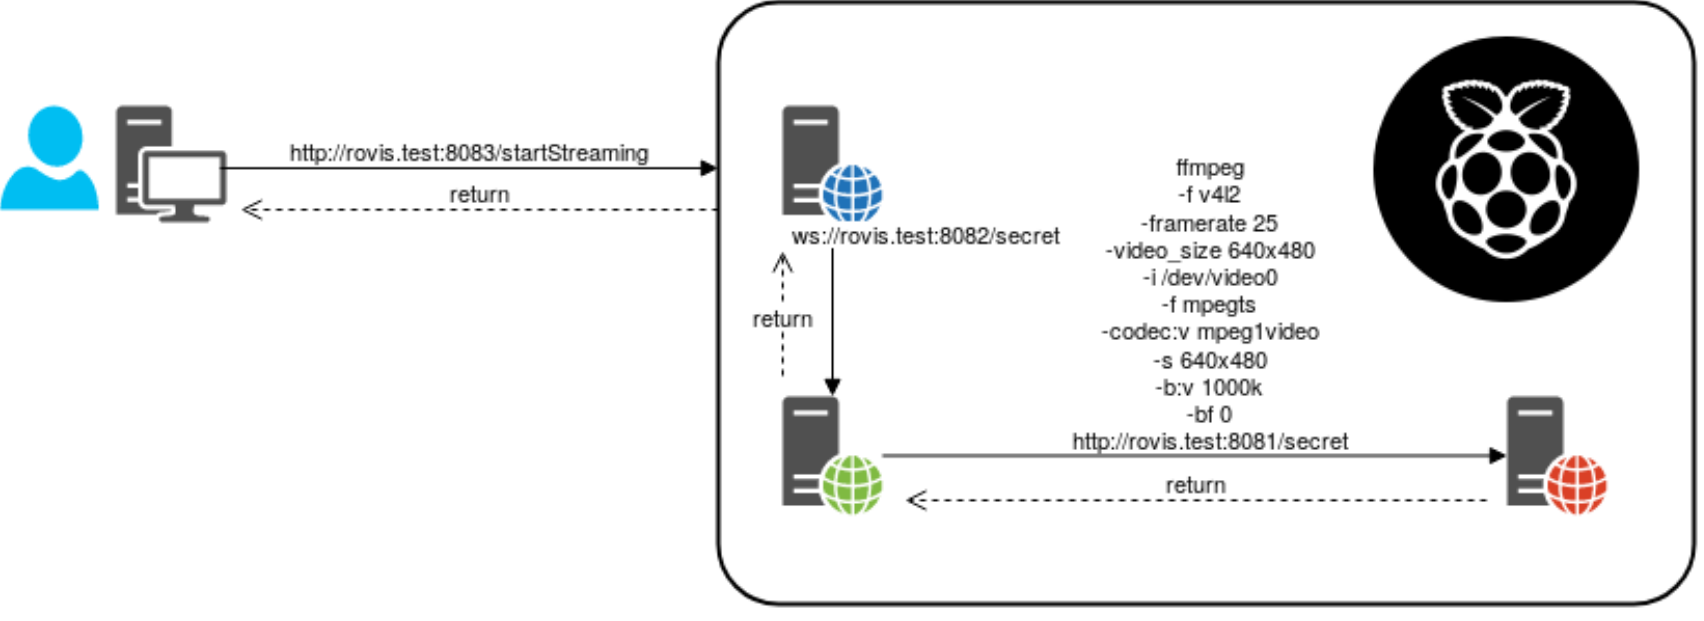 http://rovis.test:8083/startStreaming
return
ws://rovis.test:8082/secret
return
ffmpeg
-f v4l2
-framerate 25
-video_size 640x480
-i /dev/video0
-f mpegts
-codec:v mpeg1video
-s 640x480
-b:v 1000k
-bf 0
http://rovis.test:8081/secret
return